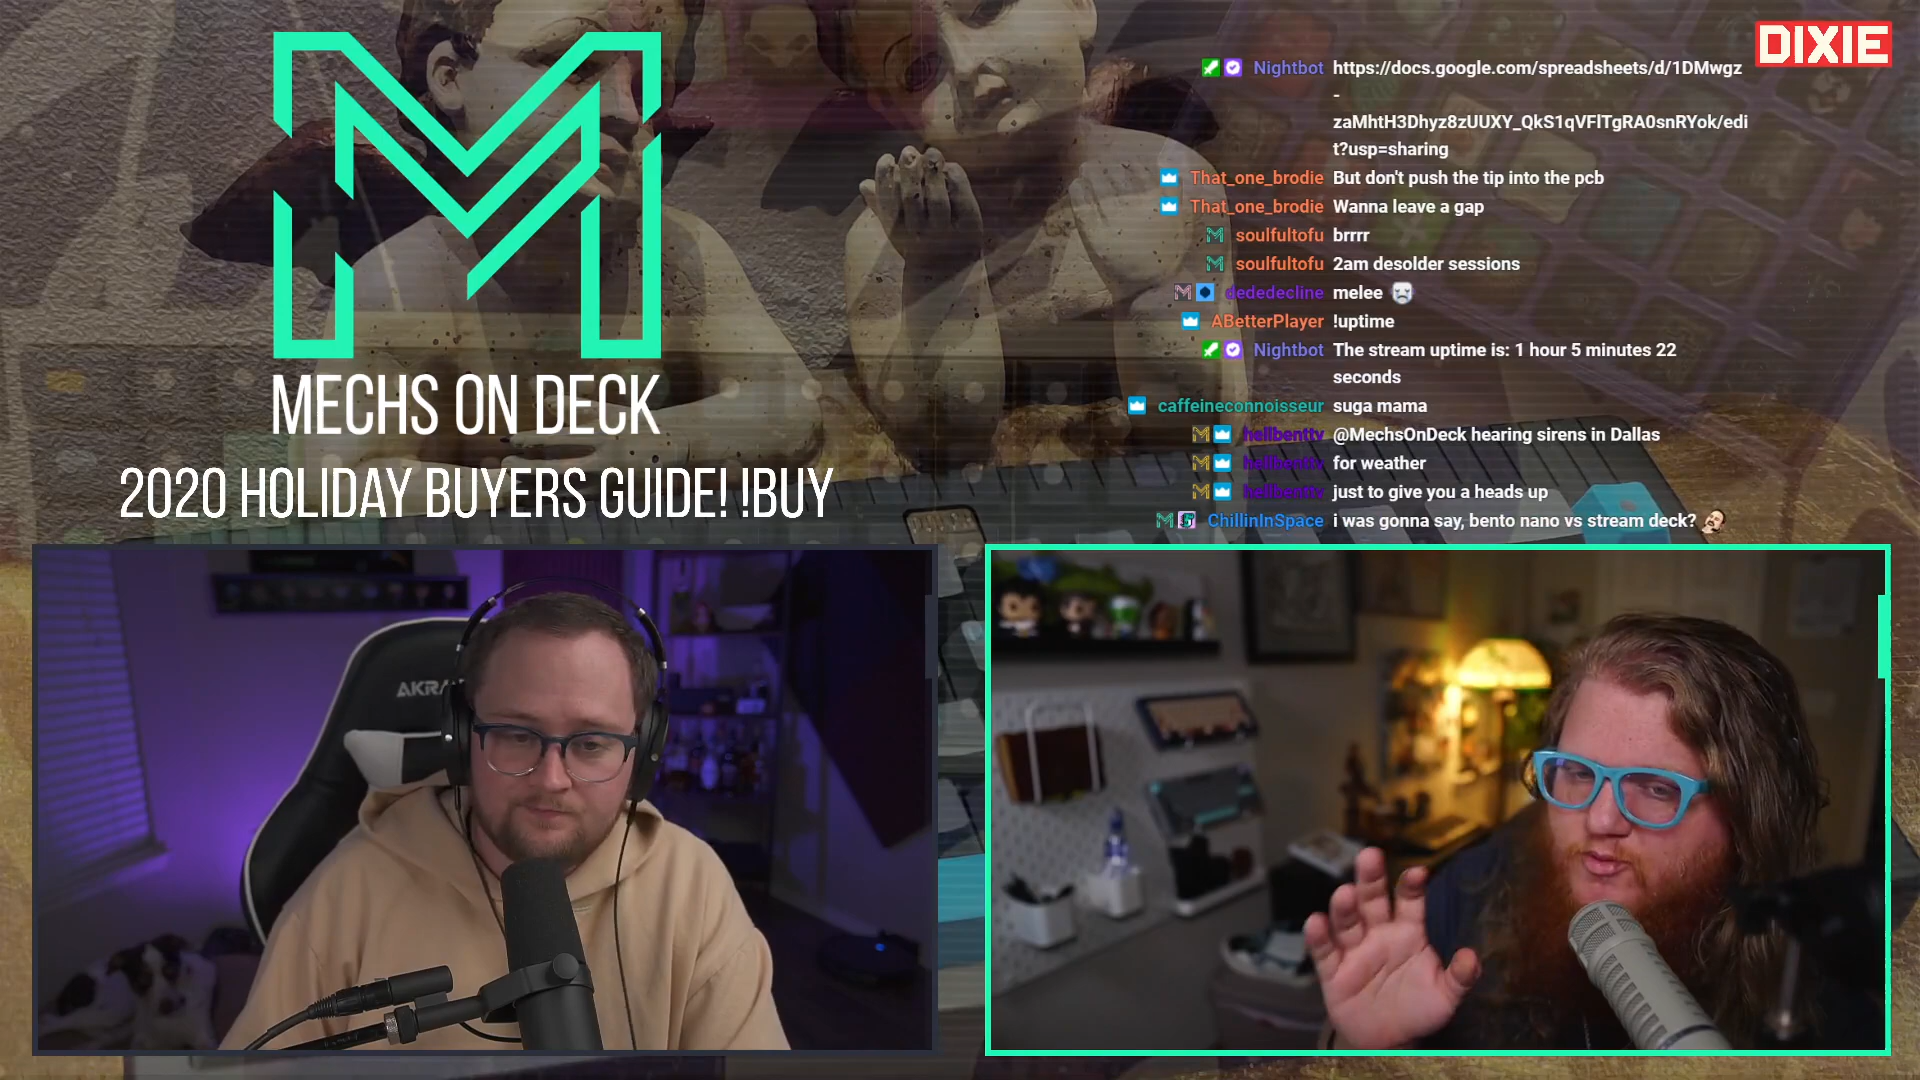 DIXIE
MECHS ON DECK
2020 HOLIDAY BUYERS GUIDE! !BUY
Nightbot https://docs.google.com/spreadsheets/d/1DMwgz
-
zaMhtH3Dhyz8zUUXY_QkS1qVFlTgRA0snRYok/edi
t?usp=sharing
That_one_brodie But don't push the tip into the pcb
That_one_brodie Wanna leave a gap
soulfultofu brrrr
soulfultofu 2am desolder sessions
dededecline melee
ABetterPlayer !uptime
Nightbot The stream uptime is: 1 hour 5 minutes 22
seconds
caffeineconnoisseur suga mama
hellbenttv @MechsOnDeck hearing sirens in Dallas
hellbenttv for weather
hellbenttv just to give you a heads up
ChillinInSpace i was gonna say, bento nano vs stream deck?